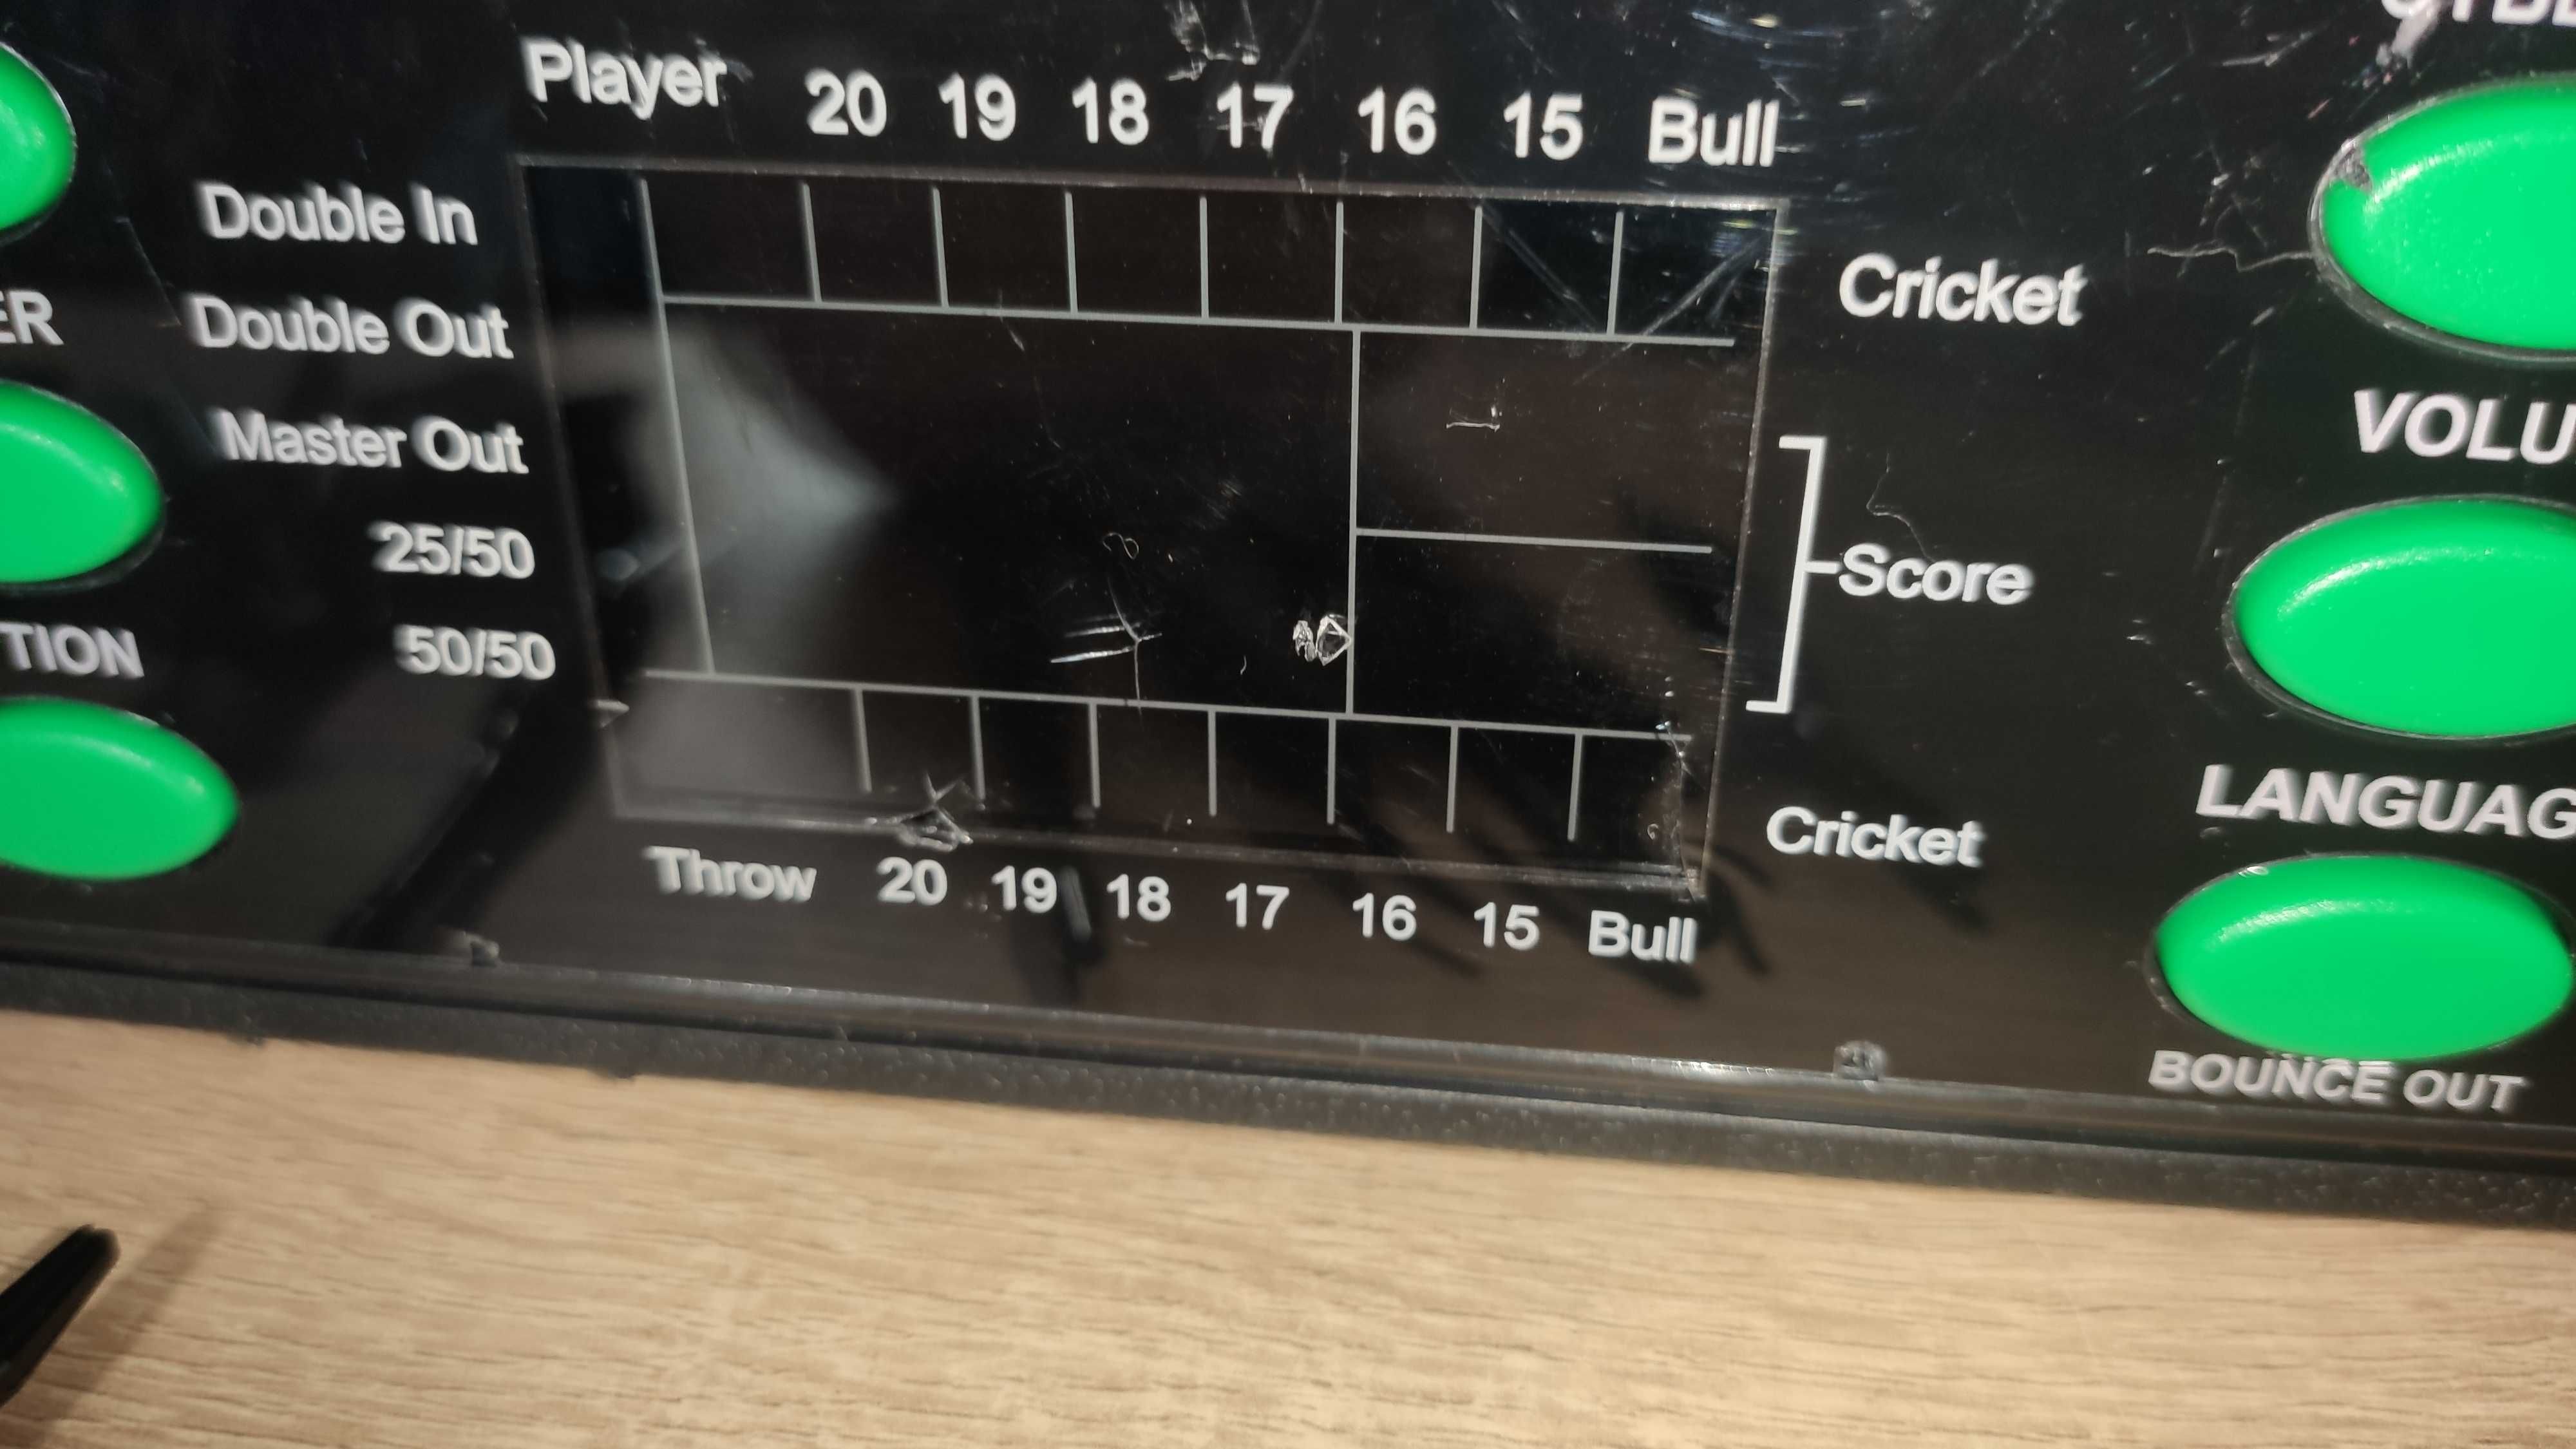 Player 20 19 18 17 16 15 Bull
Double In
Double Out
Master Out
25/50
50/50
Cricket
Score
Cricket
Throw 20 19 18 17 16 15 Bull
ER
TION
VOLU
LANGUAG
BOUNCE OUT